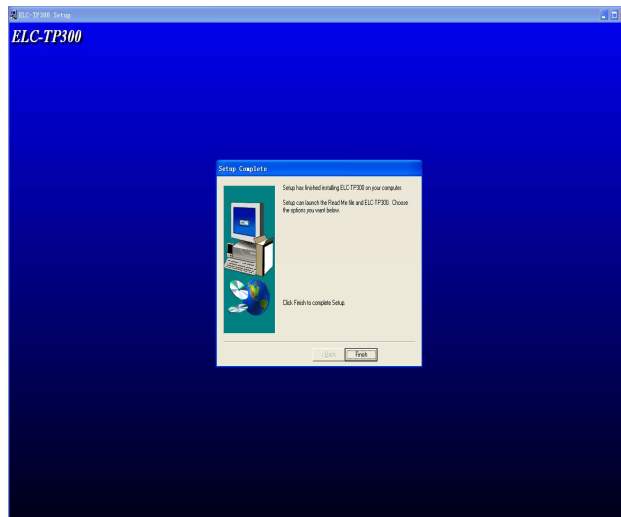 ELC-TP300 Setup
ELC-TP300
Setup Complete
Setup has finished installing ELC-TP300 on your computer.
Setup can launch the Read Me file and ELC-TP300. Choose
the options you want below.
Click Finish to complete Setup.
< Back
Finish